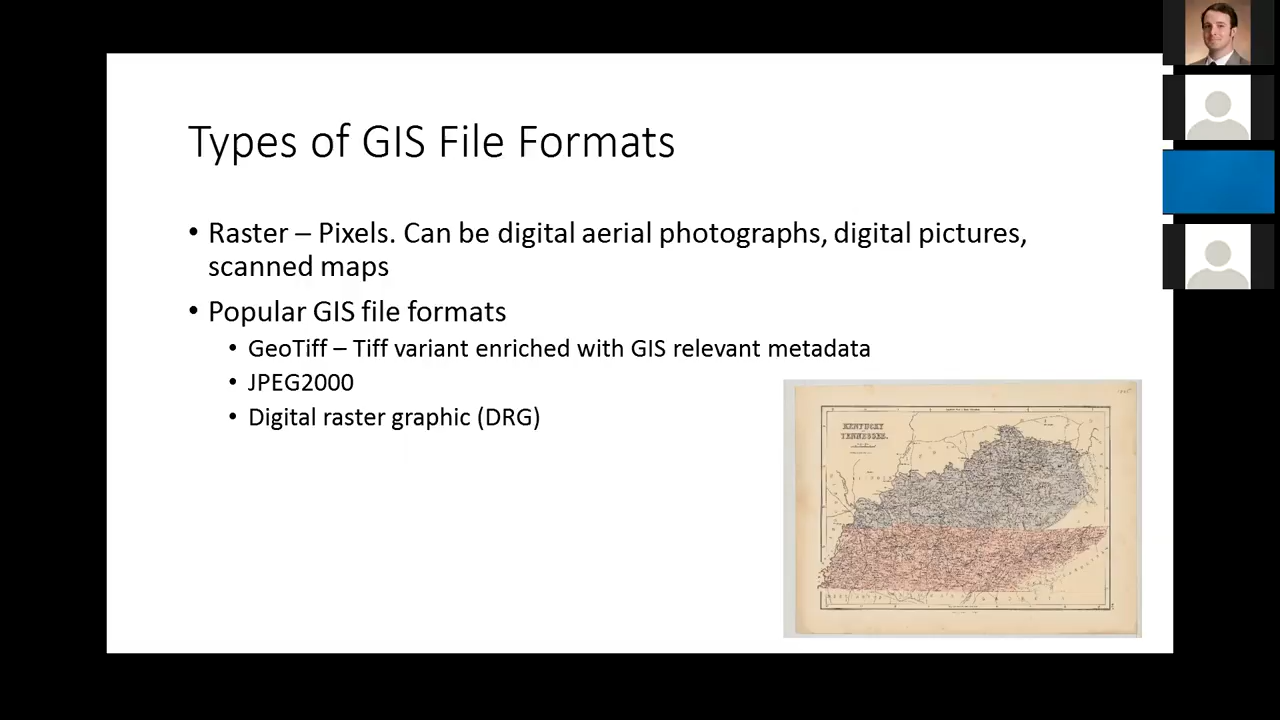 Types of GIS File Formats
• Raster – Pixels. Can be digital aerial photographs, digital pictures,
scanned maps
• Popular GIS file formats
• GeoTiff – Tiff variant enriched with GIS relevant metadata
• JPEG2000
• Digital raster graphic (DRG)
KENTUCKY
TENNESSEE.